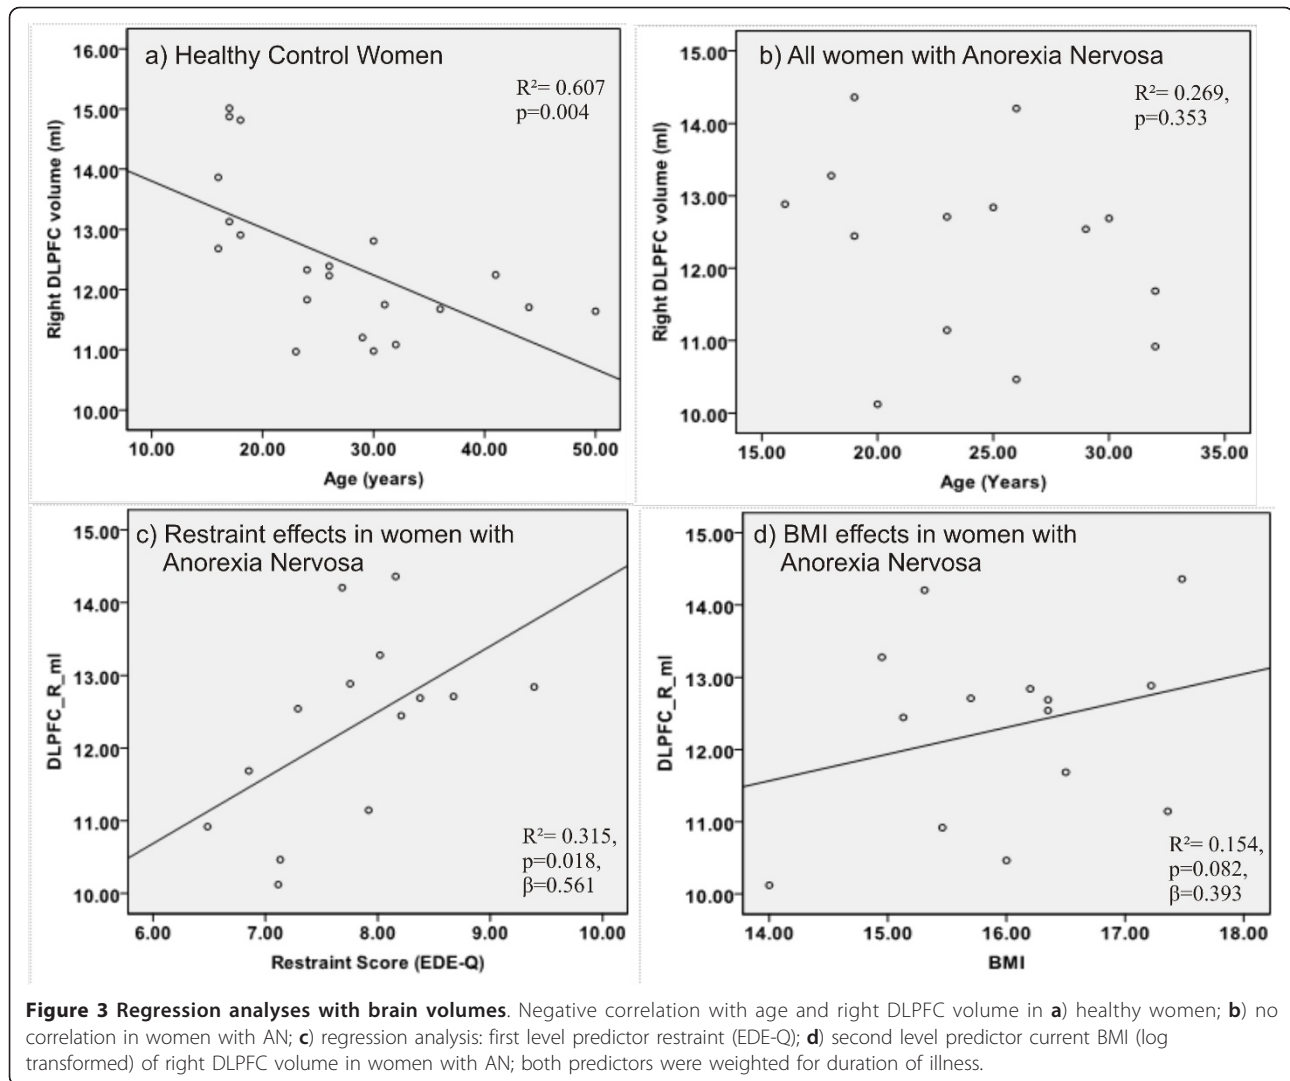 a) Healthy Control Women
R²= 0.607
p=0.004
16.00
15.00
14.00
13.00
12.00
11.00
10.00
Right DLPFC volume (ml)
10.00 20.00 30.00 40.00 50.00
Age (years)
b) All women with Anorexia Nervosa
R²= 0.269,
p=0.353
15.00
14.00
13.00
12.00
11.00
10.00
Right DLPFC volume (ml)
15.00 20.00 25.00 30.00 35.00
Age (Years)
c) Restraint effects in women with
Anorexia Nervosa
15.00
14.00
13.00
12.00
11.00
10.00
DLPFC_R_ml
R²= 0.315,
p=0.018,
β=0.561
6.00 7.00 8.00 9.00 10.00
Restraint Score (EDE-Q)
d) BMI effects in women with
Anorexia Nervosa
15.00
14.00
13.00
12.00
11.00
10.00
DLPFC_R_ml
R²= 0.154,
p=0.082,
β=0.393
14.00 15.00 16.00 17.00 18.00
BMI
Figure 3 Regression analyses with brain volumes. Negative correlation with age and right DLPFC volume in a) healthy women; b) no
correlation in women with AN; c) regression analysis: first level predictor restraint (EDE-Q); d) second level predictor current BMI (log
transformed) of right DLPFC volume in women with AN; both predictors were weighted for duration of illness.